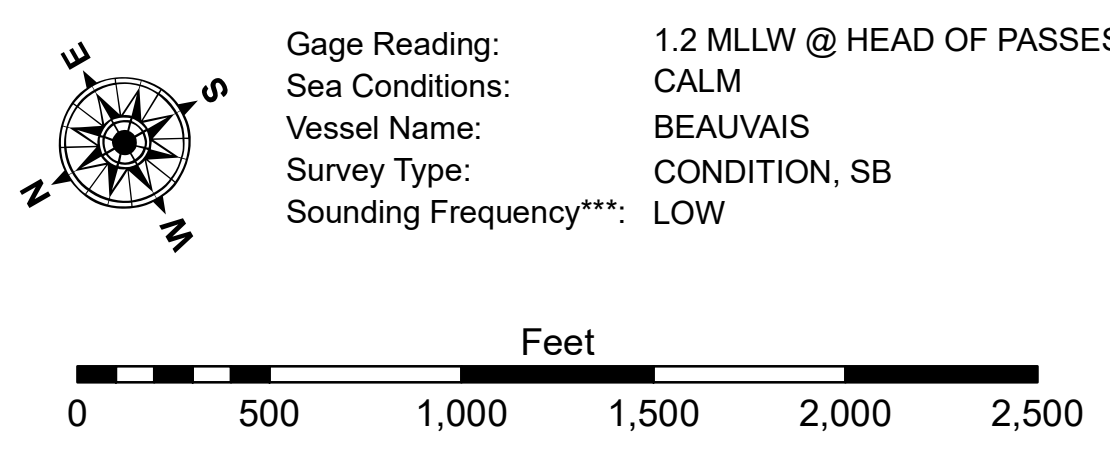 E
S
N
W
Gage Reading: 1.2 MLLW @ HEAD OF PASSES
Sea Conditions: CALM
Vessel Name: BEAUVAIS
Survey Type: CONDITION, SB
Sounding Frequency***: LOW
Feet
0 500 1,000 1,500 2,000 2,500